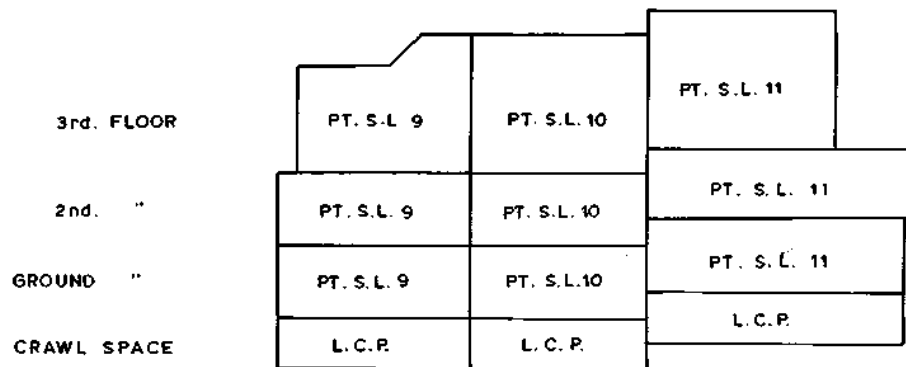 PT. S.L. 11
3rd. FLOOR PT. S.L 9 PT. S.L. 10
PT. S.L. 11
2nd. " PT. S.L. 9 PT. S.L. 10
PT. S.L. 11
GROUND " PT. S.L. 9 PT. S.L. 10
L.C.P.
CRAWL SPACE L.C.P. L.C.P.